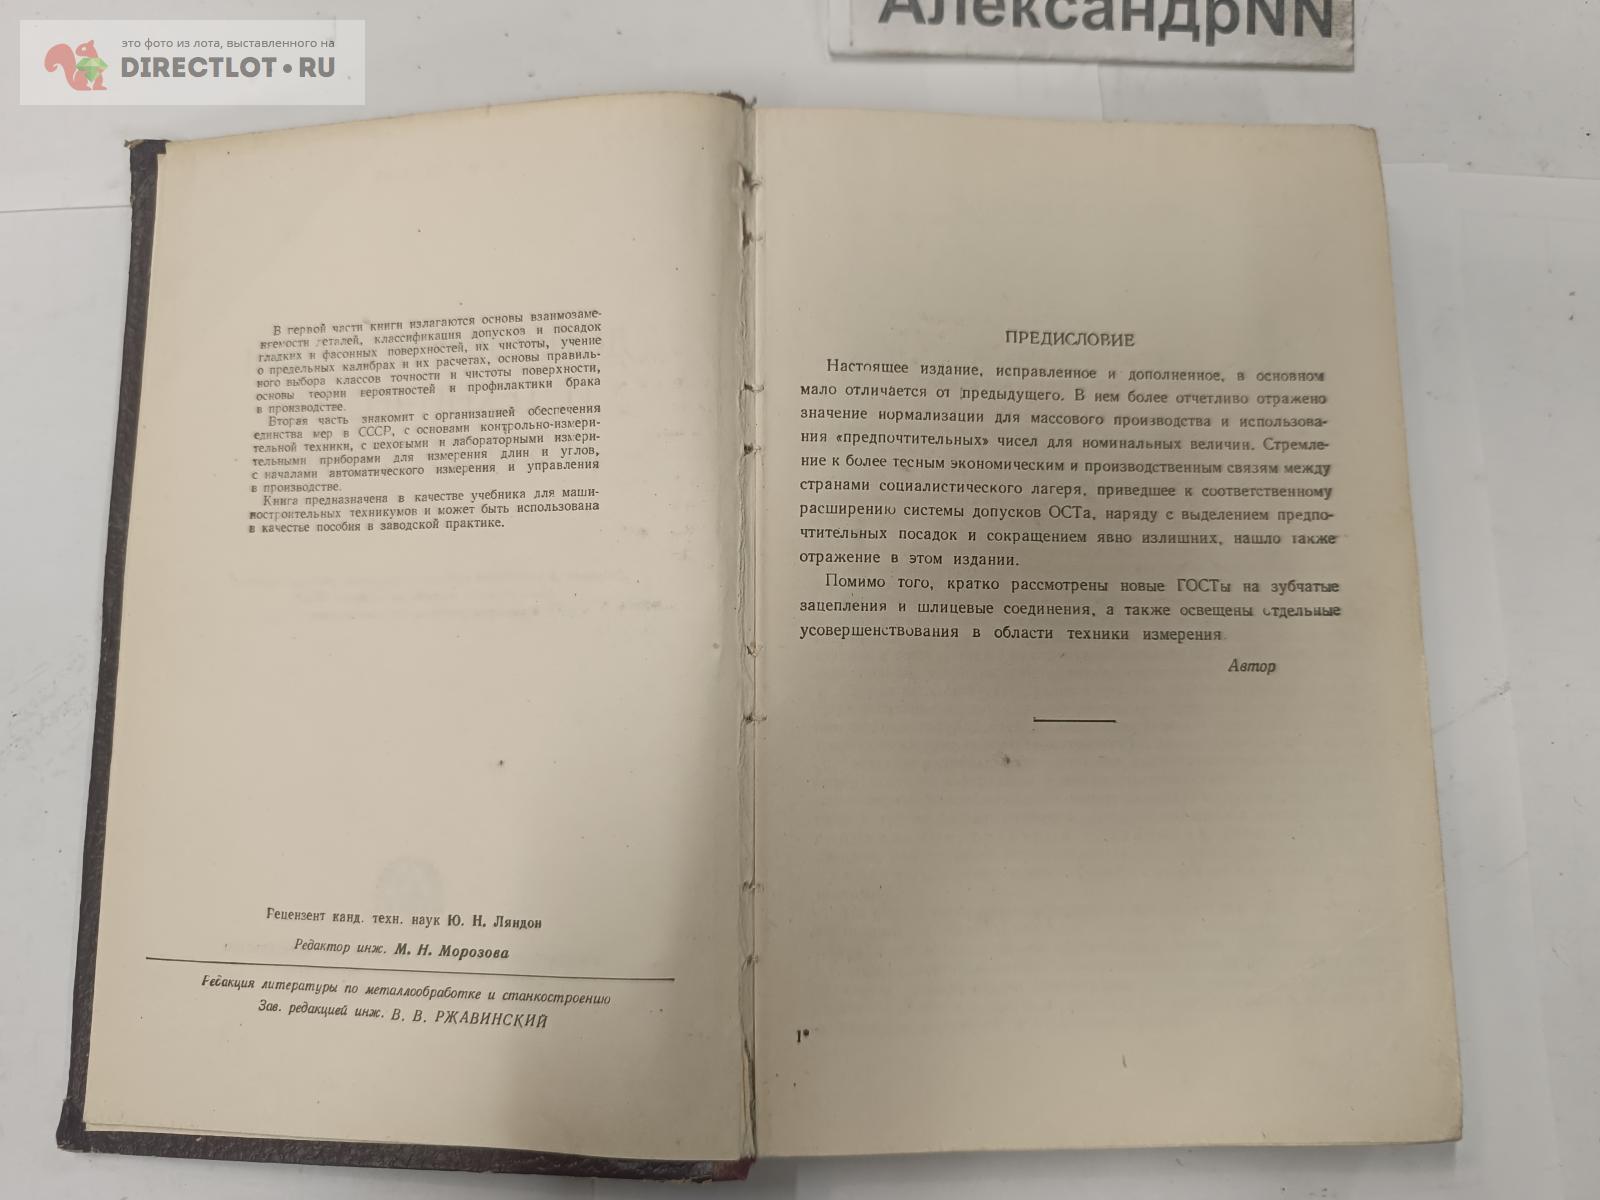 АлександрNN
это фото из лота, выставленного на
DIRECTLOT.RU
В первой части книги излагаются основы взаимозаме-
няемости деталей, классификация допусков и посадок
гладких и фасонных поверхностей, их чистоты, учение
о предельных калибрах и их расчетах, основы правиль-
ного выбора классов точности и чистоты поверхности,
основы теории вероятностей и профилактики брака
в производстве.
Вторая часть знакомит с организацией обеспечения
единства мер в СССР, с основами контрольно-измери-
тельной техники, с цеховыми и лабораторными измери-
тельными приборами для измерения длин и углов,
с началами автоматического измерения и управления
в производстве.
Книга предназначена в качестве учебника для маши-
ностроительных техникумов и может быть использована
в качестве пособия в заводской практике.
Рецензент канд. техн. наук Ю. Н. Ляндон
Редактор инж. М. Н. Морозова
Редакция литературы по металлообработке и станкостроению
Зав. редакцией инж. В. В. РЖАВИНСКИЙ
ПРЕДИСЛОВИЕ
Настоящее издание, исправленное и дополненное, в основном
мало отличается от предыдущего. В нем более отчетливо отражено
значение нормализации для массового производства и использова-
ния «предпочтительных» чисел для номинальных величин. Стремле-
ние к более тесным экономическим и производственным связям между
странами социалистического лагеря, приведшее к соответственному
расширению системы допусков ОСТа, наряду с выделением предпо-
чтительных посадок и сокращением явно излишних, нашло также
отражение в этом издании.
Помимо того, кратко рассмотрены новые ГОСТы на зубчатые
зацепления и шлицевые соединения, а также освещены отдельные
усовершенствования в области техники измерения.
Автор
1*